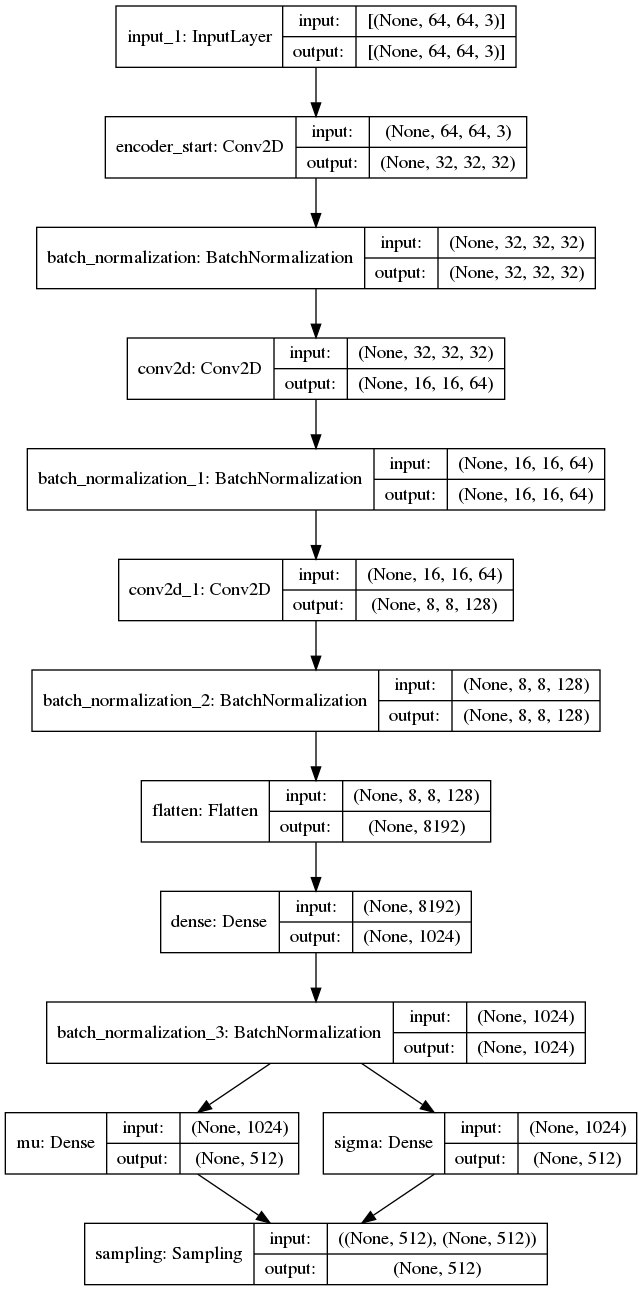 input_1: InputLayer
input: [(None, 64, 64, 3)]
output: [(None, 64, 64, 3)]
encoder_start: Conv2D
input: (None, 64, 64, 3)
output: (None, 32, 32, 32)
batch_normalization: BatchNormalization
input: (None, 32, 32, 32)
output: (None, 32, 32, 32)
conv2d: Conv2D
input: (None, 32, 32, 32)
output: (None, 16, 16, 64)
batch_normalization_1: BatchNormalization
input: (None, 16, 16, 64)
output: (None, 16, 16, 64)
conv2d_1: Conv2D
input: (None, 16, 16, 64)
output: (None, 8, 8, 128)
batch_normalization_2: BatchNormalization
input: (None, 8, 8, 128)
output: (None, 8, 8, 128)
flatten: Flatten
input: (None, 8, 8, 128)
output: (None, 8192)
dense: Dense
input: (None, 8192)
output: (None, 1024)
batch_normalization_3: BatchNormalization
input: (None, 1024)
output: (None, 1024)
mu: Dense
input: (None, 1024)
output: (None, 512)
sigma: Dense
input: (None, 1024)
output: (None, 512)
sampling: Sampling
input: ((None, 512), (None, 512))
output: (None, 512)